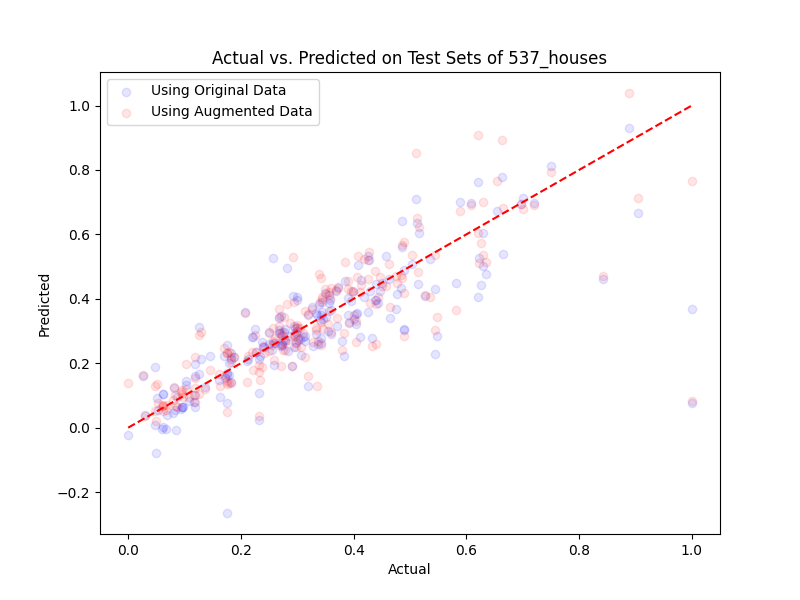 Actual vs. Predicted on Test Sets of 537_houses
Using Original Data
Using Augmented Data
1.0
0.8
0.6
0.4
0.2
0.0
−0.2
Predicted
0.0 0.2 0.4 0.6 0.8 1.0
Actual